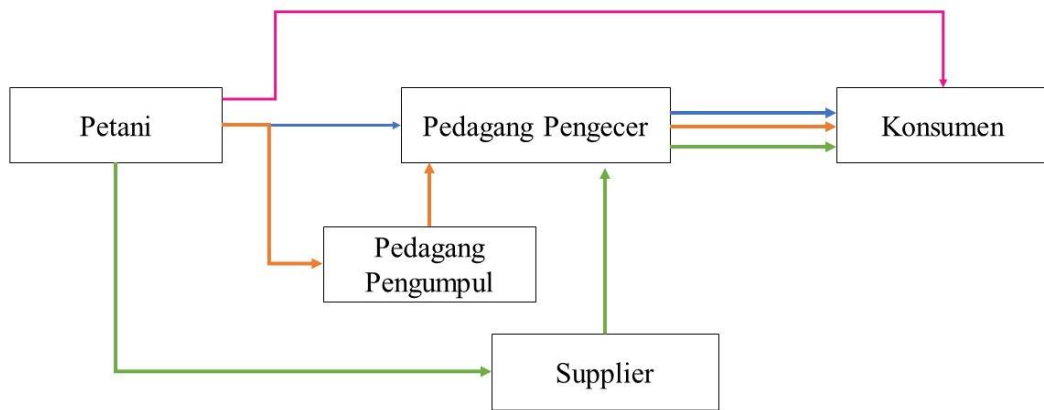 Petani
Pedagang Pengecer
Konsumen
Pedagang
Pengumpul
Supplier